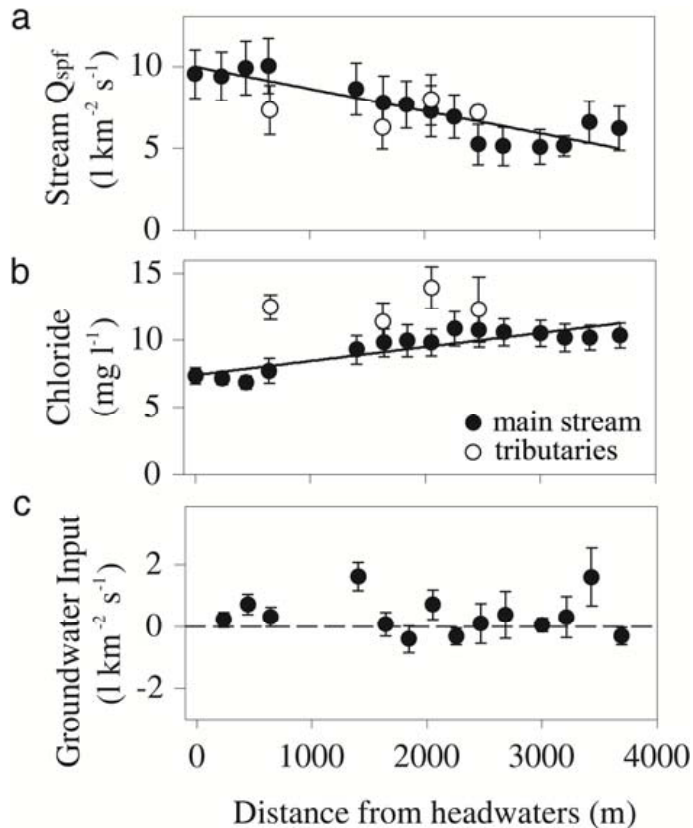 a
Stream Qspf
(l km-2 s-1)
10
5
0
b
Chloride
(mg l-1)
15
10
5
0
main stream
tributaries
c
Groundwater Input
(l km-2 s-1)
2
0
-2
0
1000
2000
3000
4000
Distance from headwaters (m)